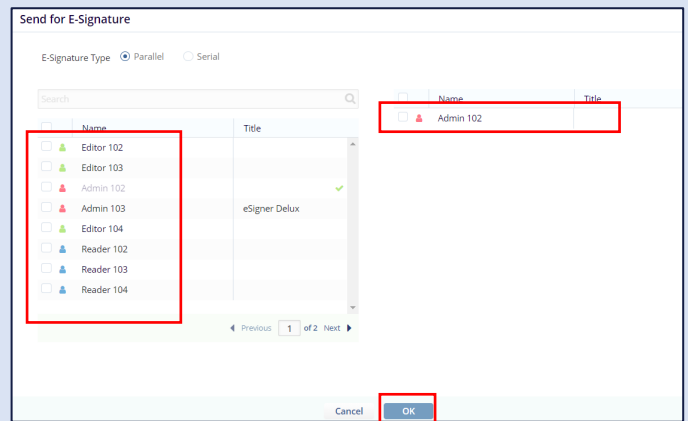 Send for E-Signature
E-Signature Type Parallel Serial
Search
Name Title
Editor 102
Editor 103
Admin 102
Admin 103 eSigner Delux
Editor 104
Reader 102
Reader 103
Reader 104
Previous 1 of 2 Next
Name Title
Admin 102
Cancel OK